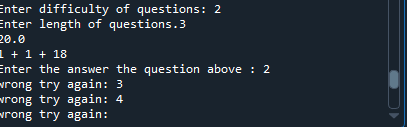 Enter difficulty of questions: 2
Enter length of questions.3
20.0
1 + 1 + 18
Enter the answer the question above : 2
wrong try again: 3
wrong try again: 4
wrong try again: